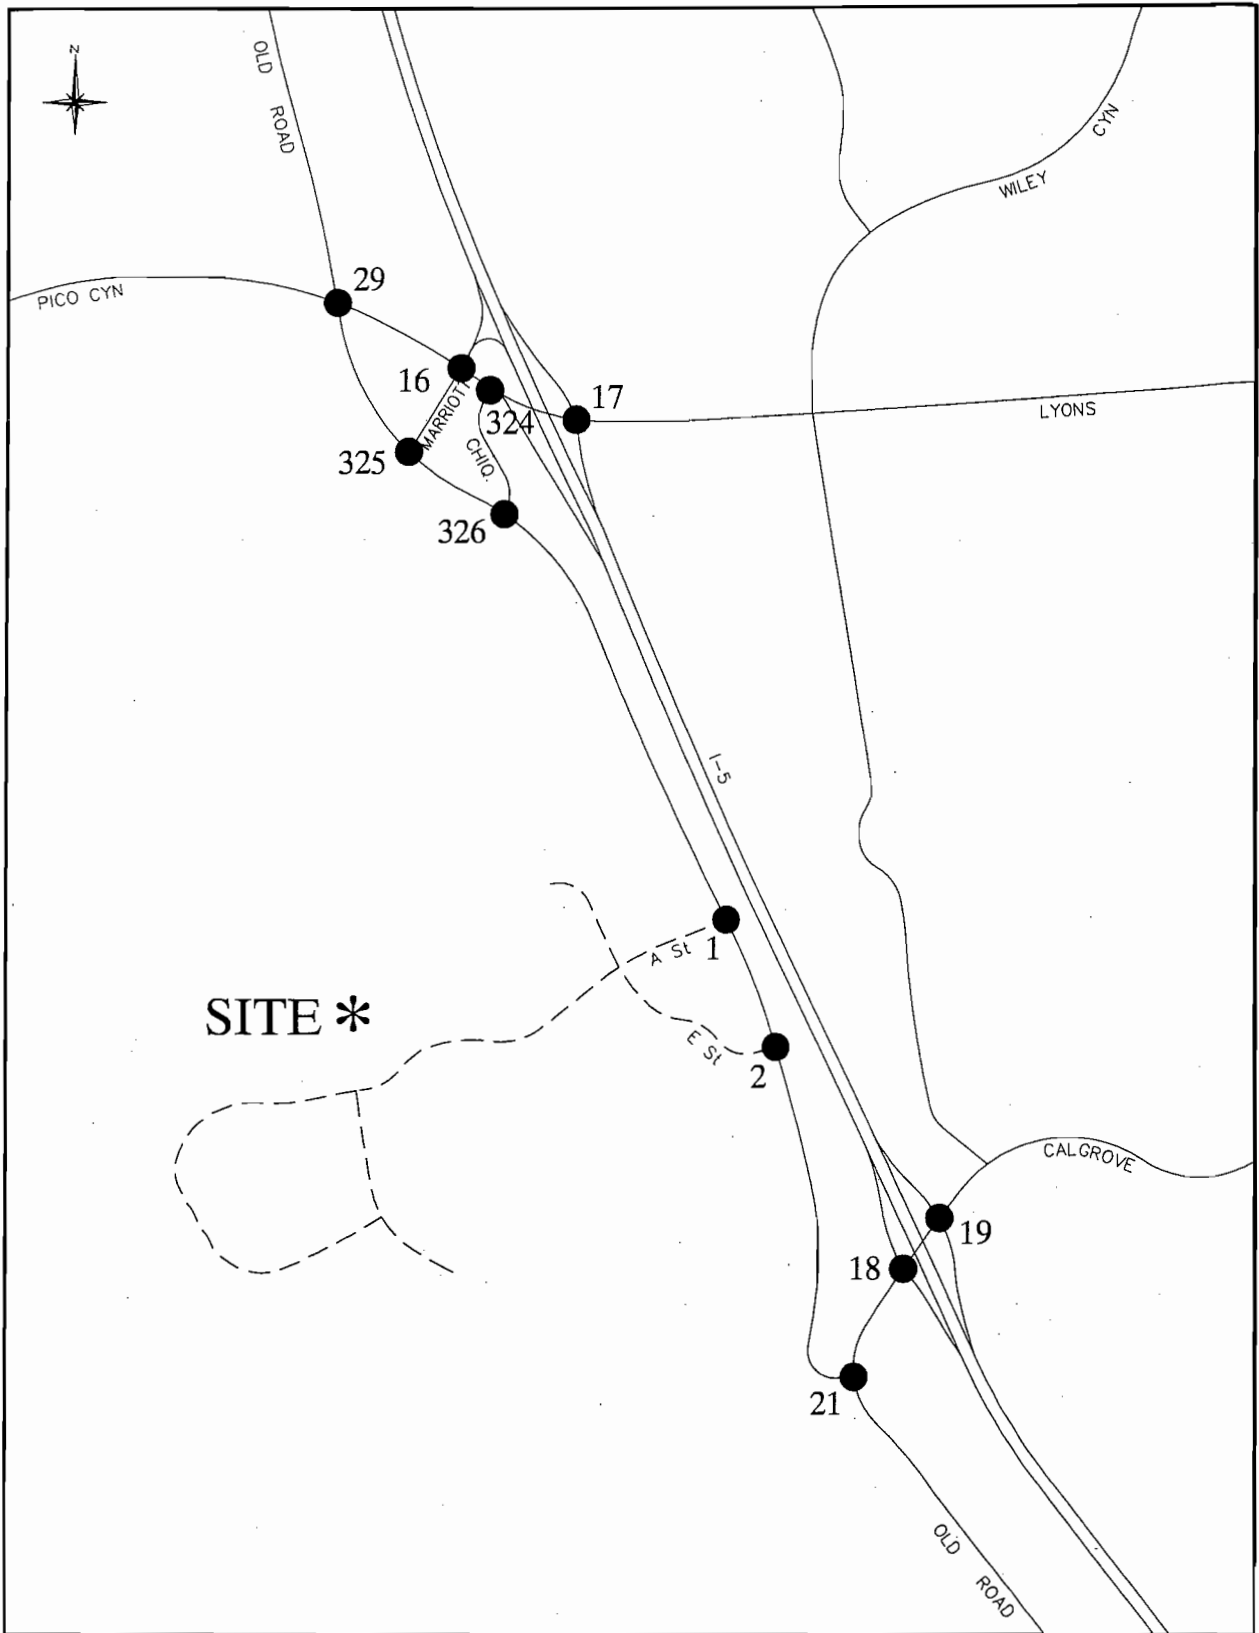 N
OLD ROAD
CYN
WILEY
PICO CYN
29
16
17
LYONS
MARRIOTT
324
CHIQ.
325
326
I-5
1
A St
SITE *
E St
2
CALGROVE
19
18
21
OLD ROAD